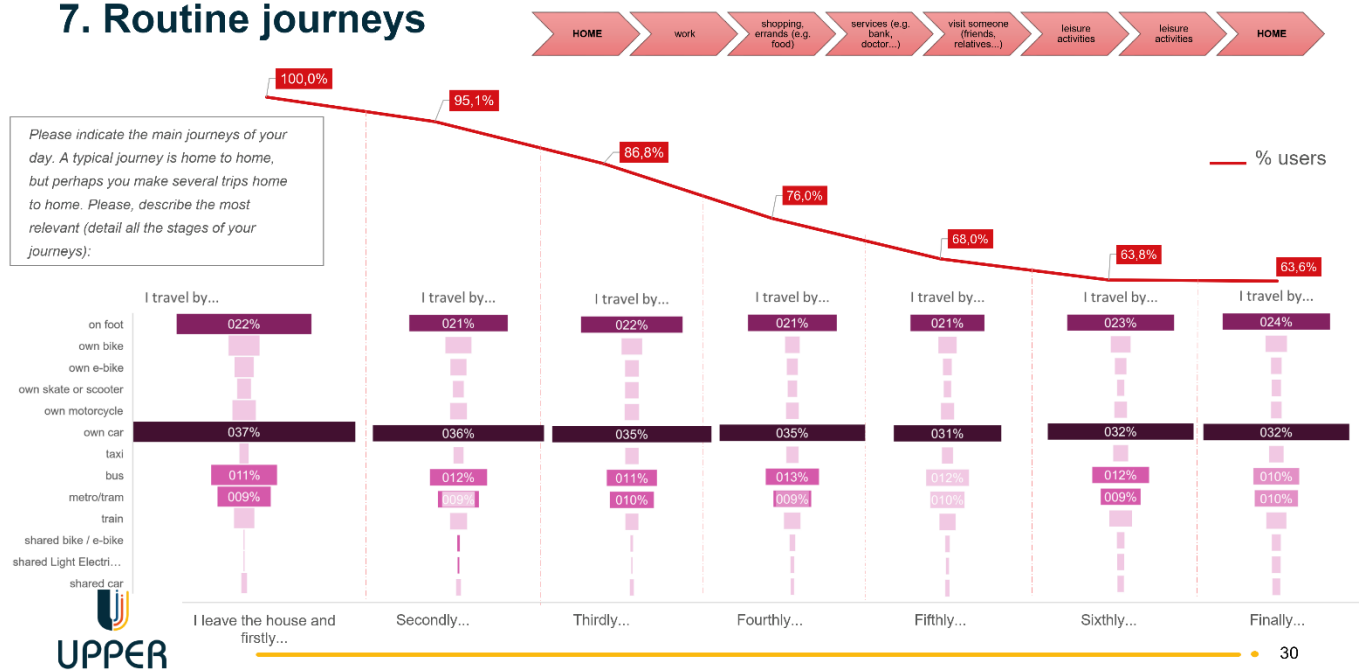 7. Routine journeys
HOME
work
shopping,
errands (e.g.
food)
services (e.g.
bank,
doctor...)
visit someone
(friends,
relatives...)
leisure
activities
leisure
activities
HOME
100,0%
95,1%
86,8%
76,0%
68,0%
63,8%
63,6%
% users
Please indicate the main journeys of your
day. A typical journey is home to home,
but perhaps you make several trips home
to home. Please, describe the most
relevant (detail all the stages of your
journeys):
I travel by... I travel by... I travel by... I travel by... I travel by... I travel by... I travel by...
on foot 022% 021% 022% 021% 021% 023% 024%
own bike
own e-bike
own skate or scooter
own motorcycle
own car 037% 036% 035% 035% 031% 032% 032%
taxi
bus 011% 012% 011% 013% 012% 012% 010%
metro/tram 009% 009% 010% 009% 010% 009% 010%
train
shared bike / e-bike
shared Light Electri...
shared car
I leave the house and
firstly...
Secondly...
Thirdly...
Fourthly...
Fifthly...
Sixthly...
Finally...
UPPER
30